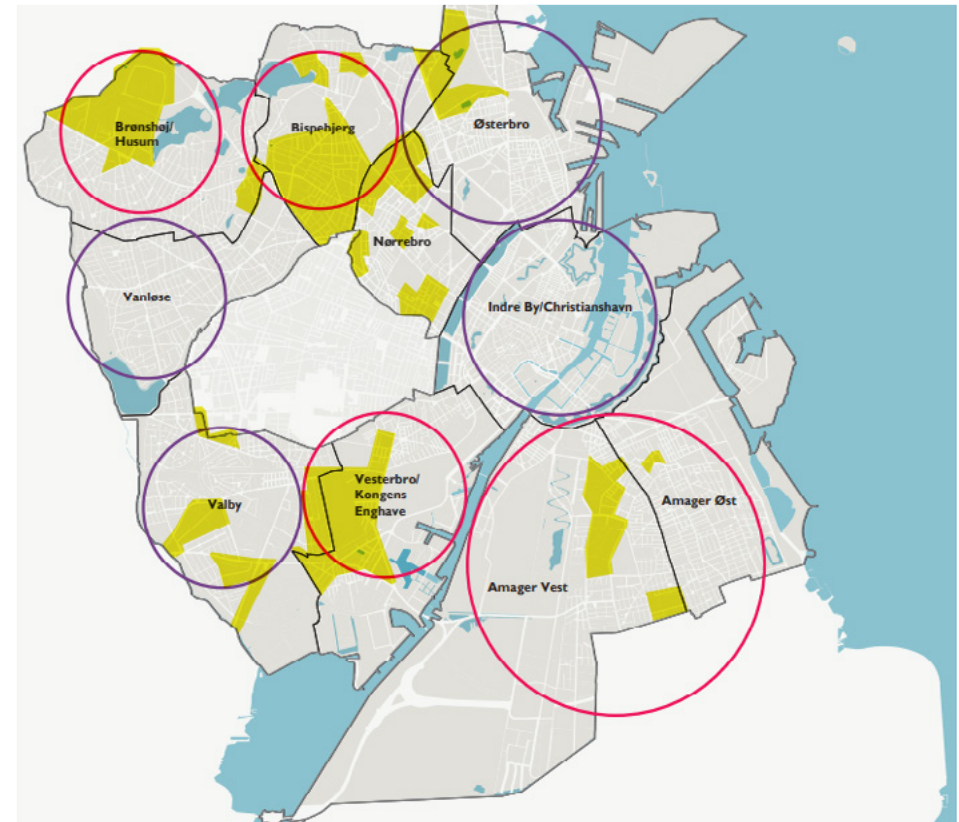 Brønshøj/
Husum
Bispebjerg
Østerbro
Nørrebro
Vanløse
Indre By/Christianshavn
Valby
Vesterbro/
Kongens
Enghave
Amager Øst
Amager Vest